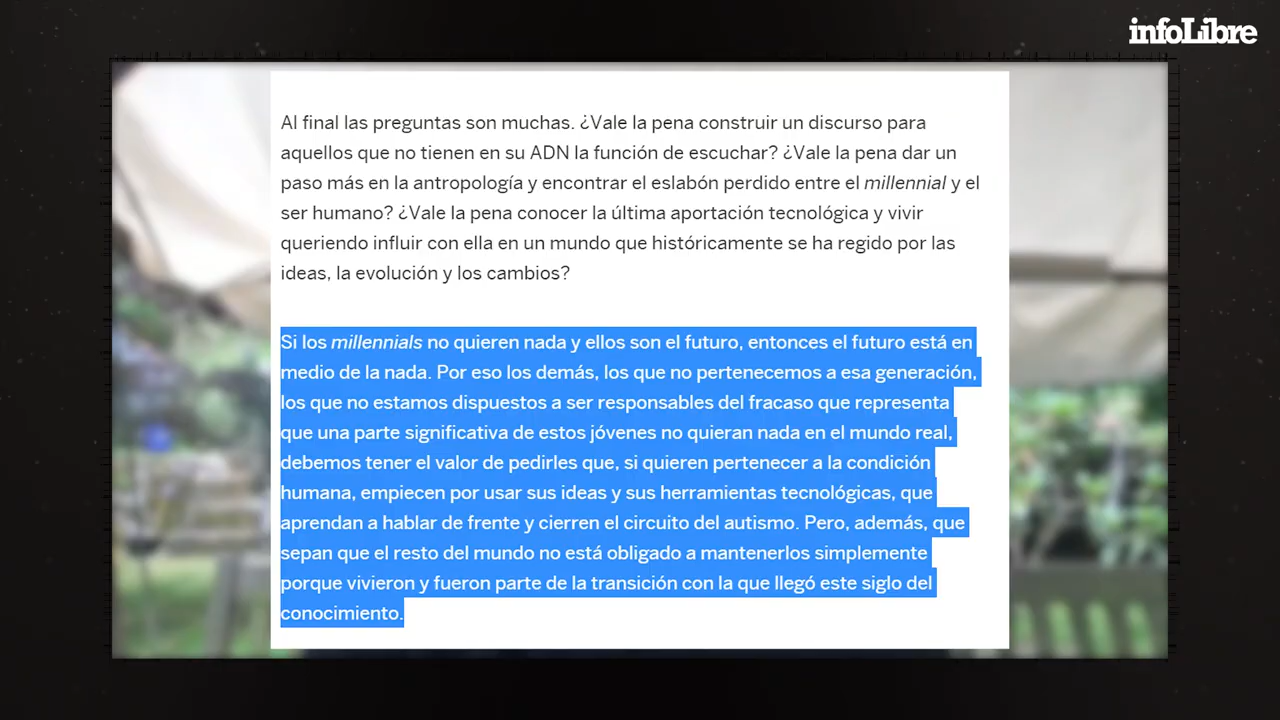 infoLibre
Al final las preguntas son muchas. ¿Vale la pena construir un discurso para
aquellos que no tienen en su ADN la función de escuchar? ¿Vale la pena dar un
paso más en la antropología y encontrar el eslabón perdido entre el millennial y el
ser humano? ¿Vale la pena conocer la última aportación tecnológica y vivir
queriendo influir con ella en un mundo que históricamente se ha regido por las
ideas, la evolución y los cambios?
Si los millennials no quieren nada y ellos son el futuro, entonces el futuro está en
medio de la nada. Por eso los demás, los que no pertenecemos a esa generación,
los que no estamos dispuestos a ser responsables del fracaso que representa
que una parte significativa de estos jóvenes no quieran nada en el mundo real,
debemos tener el valor de pedirles que, si quieren pertenecer a la condición
humana, empiecen por usar sus ideas y sus herramientas tecnológicas, que
aprendan a hablar de frente y cierren el circuito del autismo. Pero, además, que
sepan que el resto del mundo no está obligado a mantenerlos simplemente
porque vivieron y fueron parte de la transición con la que llegó este siglo del
conocimiento.